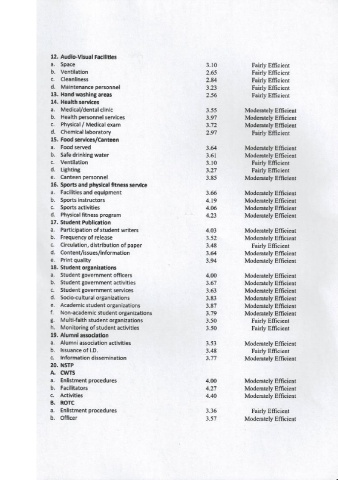 12. Audio-Visual Facilities
a. Space 3.10 Fairly Efficient
b. Ventilation 2.65 Fairly Efficient
c. Cleanliness 2.84 Fairly Efficient
d. Maintenance personnel 3.23 Fairly Efficient
13. Hand washing areas 2.56 Fairly Efficient
14. Health services
a. Medical/dental clinic 3.55 Moderately Efficient
b. Health personnel services 3.97 Moderately Efficient
c. Physical / Medical exam 3.72 Moderately Efficient
d. Chemical laboratory 2.97 Fairly Efficient
15. Food services/Canteen
a. Food served 3.64 Moderately Efficient
b. Safe drinking water 3.61 Moderately Efficient
c. Ventilation 3.10 Fairly Efficient
d. Lighting 3.27 Fairly Efficient
e. Canteen personnel 3.85 Moderately Efficient
16. Sports and physical fitness service
a. Facilities and equipment 3.66 Moderately Efficient
b. Sports instructors 4.19 Moderately Efficient
c. Sports activities 4.06 Moderately Efficient
d. Physical fitness program 4.23 Moderately Efficient
17. Student Publication
a. Participation of student writers 4.03 Moderately Efficient
b. Frequency of release 3.52 Moderately Efficient
c. Circulation, distribution of paper 3.48 Fairly Efficient
d. Content/issues/information 3.64 Moderately Efficient
e. Print quality 3.94 Moderately Efficient
18. Student organizations
a. Student government officers 4.00 Moderately Efficient
b. Student government activities 3.67 Moderately Efficient
c. Student government services 3.63 Moderately Efficient
d. Socio-cultural organizations 3.83 Moderately Efficient
e. Academic student organizations 3.87 Moderately Efficient
f. Non-academic student organizations 3.79 Moderately Efficient
g. Multi-faith student organizations 3.50 Fairly Efficient
h. Monitoring of student activities 3.50 Fairly Efficient
19. Alumni association
a. Alumni association activities 3.53 Moderately Efficient
b. Issuance of I.D. 3.48 Fairly Efficient
c. Information dissemination 3.77 Moderately Efficient
20. NSTP
A. CWTS
a. Enlistment procedures 4.00 Moderately Efficient
b. Facilitators 4.27 Moderately Efficient
c. Activities 4.40 Moderately Efficient
B. ROTC
a. Enlistment procedures 3.36 Fairly Efficient
b. Officer 3.57 Moderately Efficient